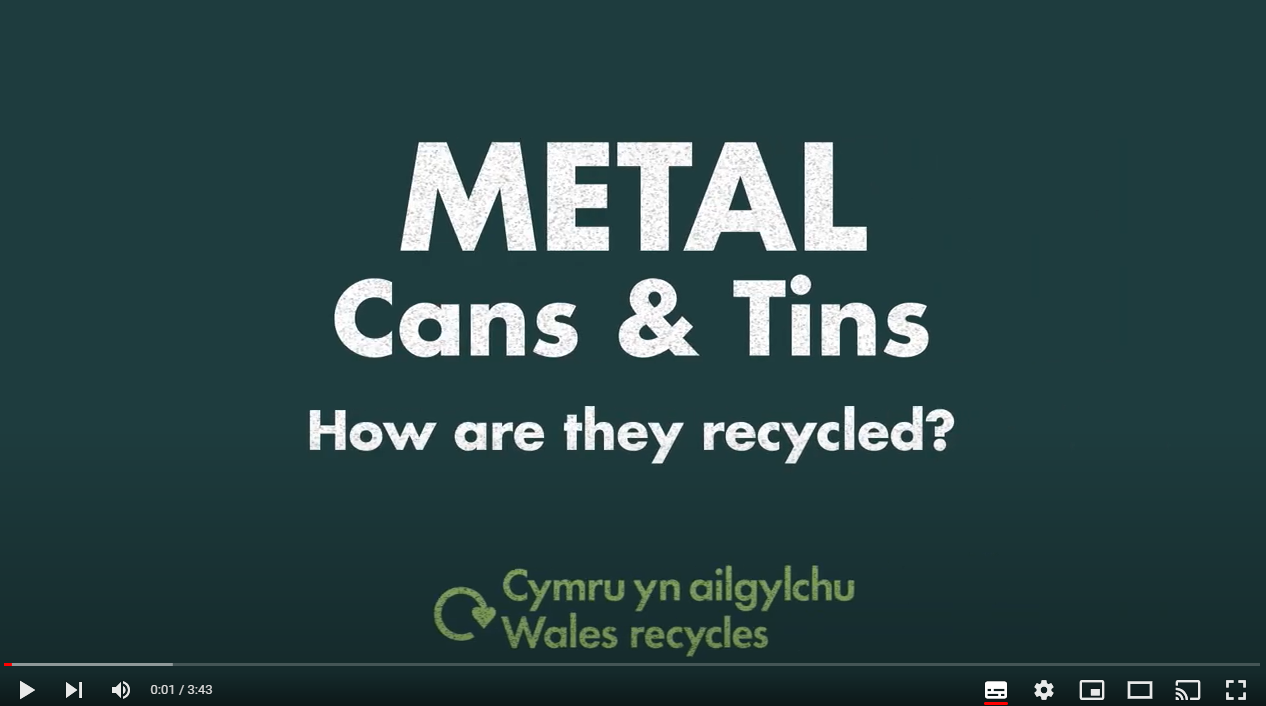 METAL
Cans & Tins
How are they recycled?
Cymru yn ailgylchu
Wales recycles
0:01 / 3:43